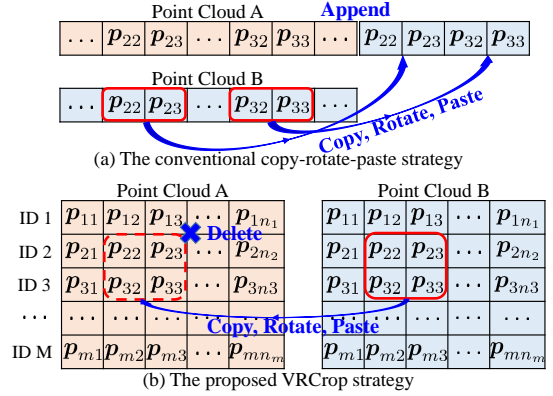 Point Cloud A Append
... p22 p23 ... p32 p33 ... p22 p23 p32 p33
Point Cloud B
... p22 p23 ... p32 p33 ...
Copy, Rotate, Paste
(a) The conventional copy-rotate-paste strategy
Point Cloud A Point Cloud B
ID 1 p11 p12 p13 ... p1n1 p11 p12 p13 ... p1n1
Delete
ID 2 p21 p22 p23 ... p2n2 p21 p22 p23 ... p2n2
ID 3 p31 p32 p33 ... p3n3 p31 p32 p33 ... p3n3
... ... ... ... ... ... ... ... ... ... ...
Copy, Rotate, Paste
ID M pm1 pm2 pm3 ... pmnm pm1 pm2 pm3 ... pmnm
(b) The proposed VRCrop strategy